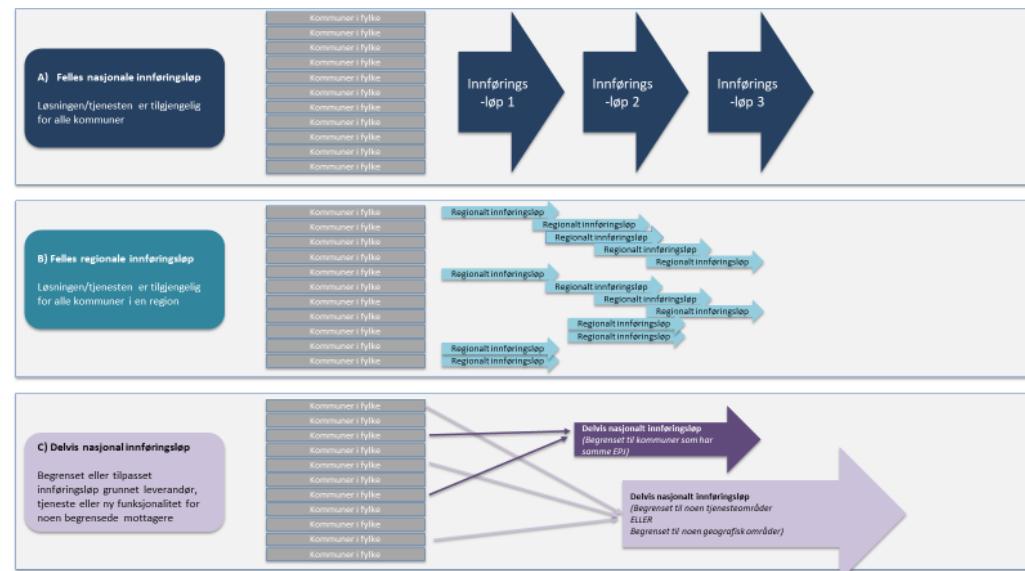 A) Felles nasjonale innføringsløp
Løsningen/tjenesten er tilgjengelig
for alle kommuner
Kommuner i fylke
Kommuner i fylke
Kommuner i fylke
Kommuner i fylke
Kommuner i fylke
Kommuner i fylke
Kommuner i fylke
Kommuner i fylke
Kommuner i fylke
Kommuner i fylke
Kommuner i fylke
Innførings
-løp 1
Innførings
-løp 2
Innførings
-løp 3
B) Felles regionale innføringsløp
Løsningen/tjenesten er tilgjengelig
for alle kommuner i en region
Kommuner i fylke
Kommuner i fylke
Kommuner i fylke
Kommuner i fylke
Kommuner i fylke
Kommuner i fylke
Kommuner i fylke
Kommuner i fylke
Kommuner i fylke
Kommuner i fylke
Kommuner i fylke
Regionalt innføringsløp
Regionalt innføringsløp
Regionalt innføringsløp
Regionalt innføringsløp
Regionalt innføringsløp
Regionalt innføringsløp
Regionalt innføringsløp
Regionalt innføringsløp
Regionalt innføringsløp
Regionalt innføringsløp
Regionalt innføringsløp
Regionalt innføringsløp
Regionalt innføringsløp
C) Delvis nasjonal innføringsløp
Begrenset eller tilpasset
innføringsløp grunnet leverandør,
tjeneste eller ny funksjonalitet for
noen begrensede mottagere
Kommuner i fylke
Kommuner i fylke
Kommuner i fylke
Kommuner i fylke
Kommuner i fylke
Kommuner i fylke
Kommuner i fylke
Kommuner i fylke
Kommuner i fylke
Kommuner i fylke
Kommuner i fylke
Delvis nasjonalt innføringsløp
(Begrenset til kommuner som har
samme EPJ)
Delvis nasjonalt innføringsløp
(Begrenset til noen tjenesteområder
ELLER
Begrenset til noen geografisk områder)